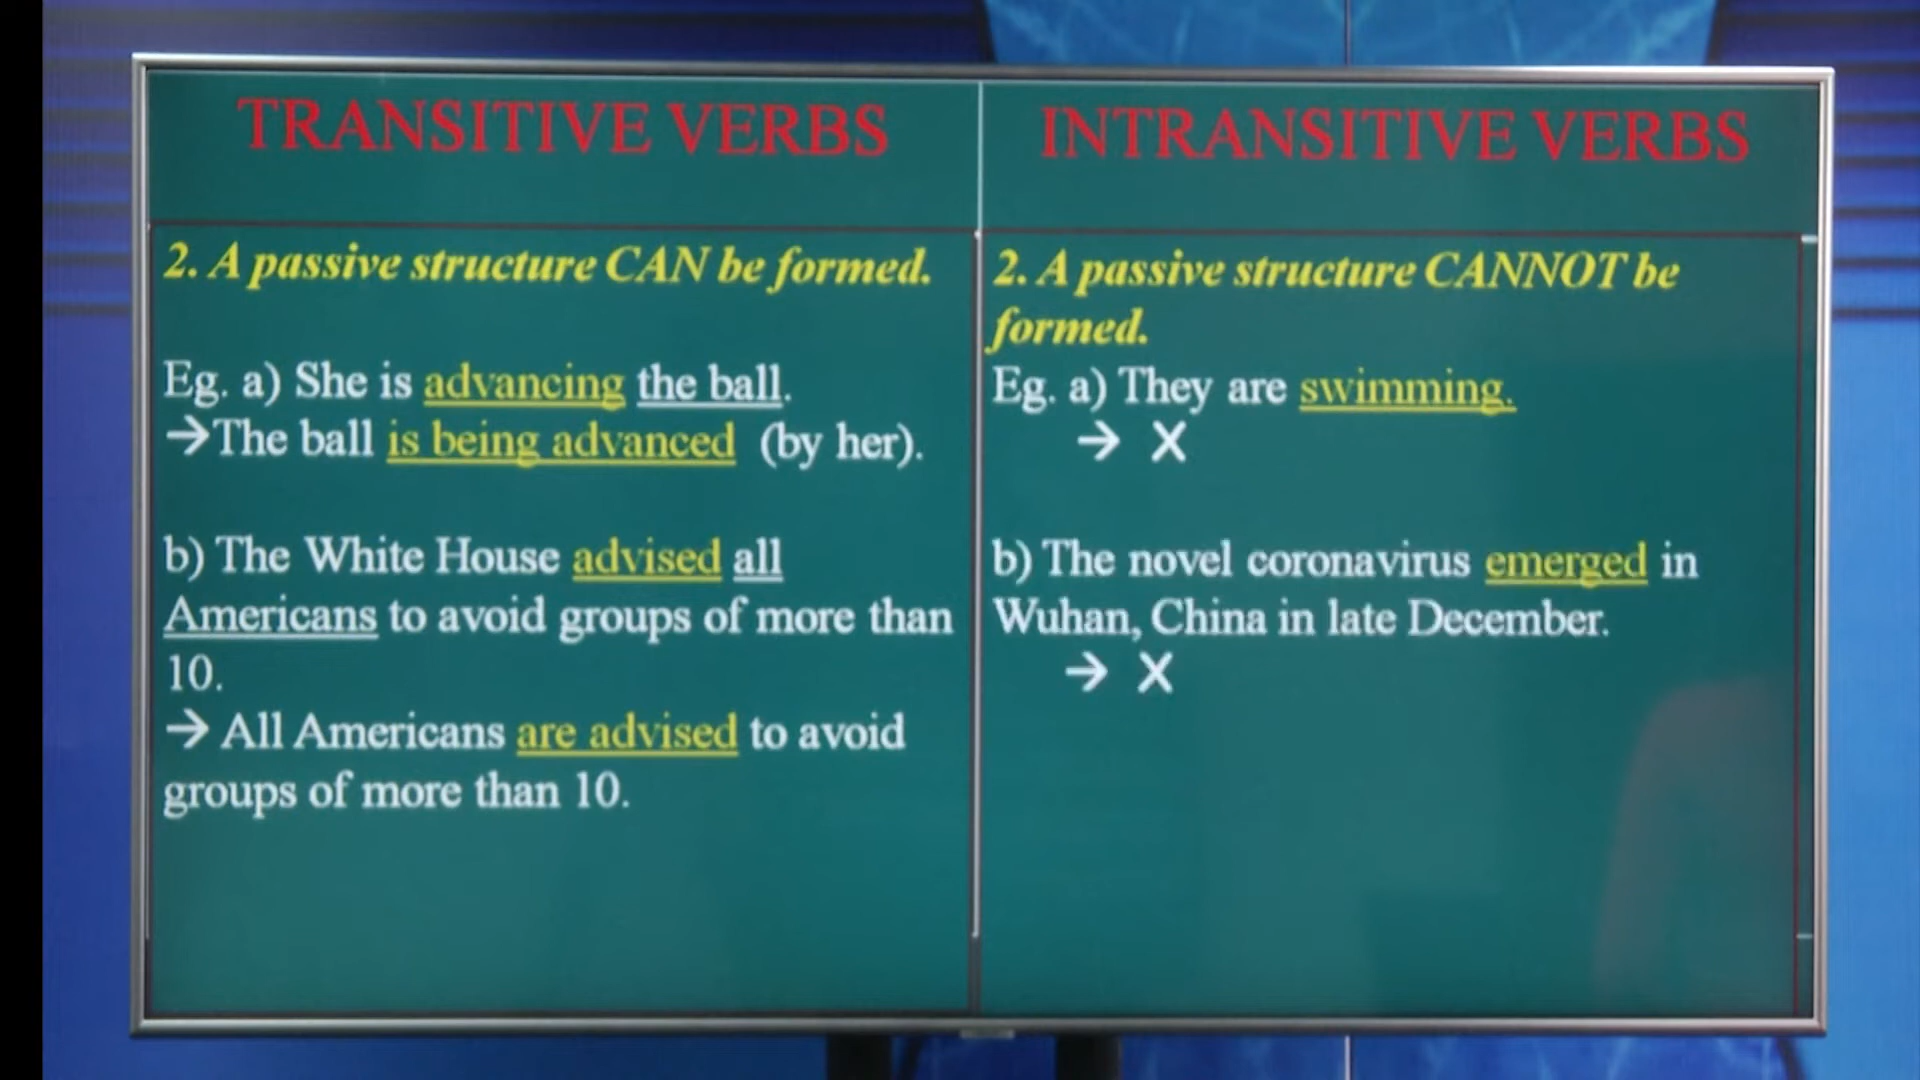 TRANSITIVE VERBS
2. A passive structure CAN be formed.
Eg. a) She is advancing the ball.
→The ball is being advanced (by her).
b) The White House advised all
Americans to avoid groups of more than
10.
→ All Americans are advised to avoid
groups of more than 10.
INTRANSITIVE VERBS
2. A passive structure CANNOT be
formed.
Eg. a) They are swimming.
→ X
b) The novel coronavirus emerged in
Wuhan, China in late December.
→ X